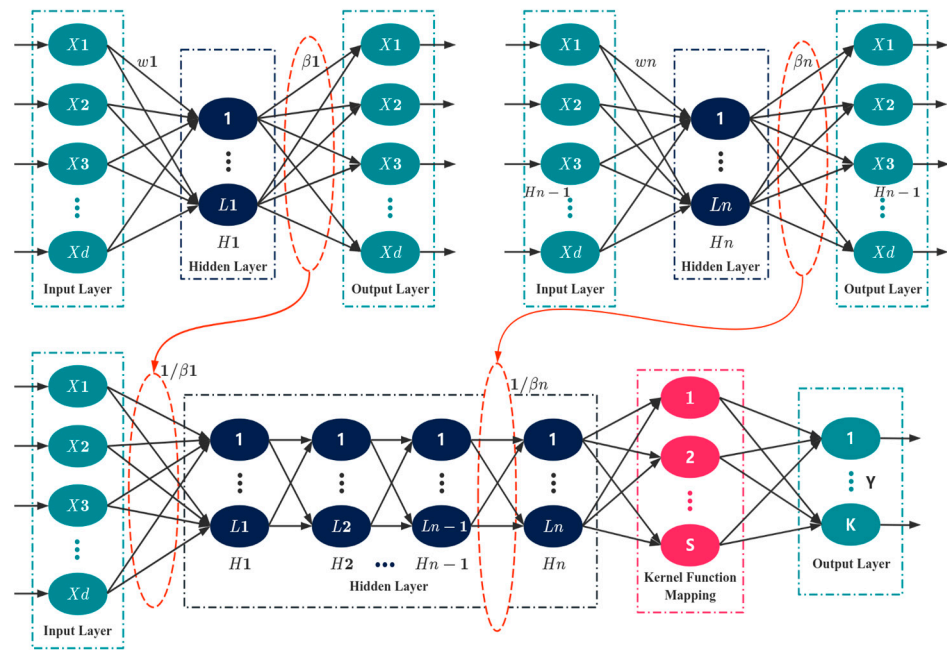 X1
X2
X3
Xd
Input Layer
w1
1
L1
H1
Hidden Layer
β1
X1
X2
X3
Xd
Output Layer
X1
X2
X3
Hn−1
Xd
Input Layer
wn
1
Ln
Hn
Hidden Layer
βn
X1
X2
X3
Hn−1
Xd
Output Layer
X1
X2
X3
Xd
Input Layer
1/β1
1
1
1
1
L1
L2
Ln−1
Ln
H1
H2
...
Hn−1
Hn
Hidden Layer
1/βn
1
2
S
Kernel Function
Mapping
1
Y
K
Output Layer